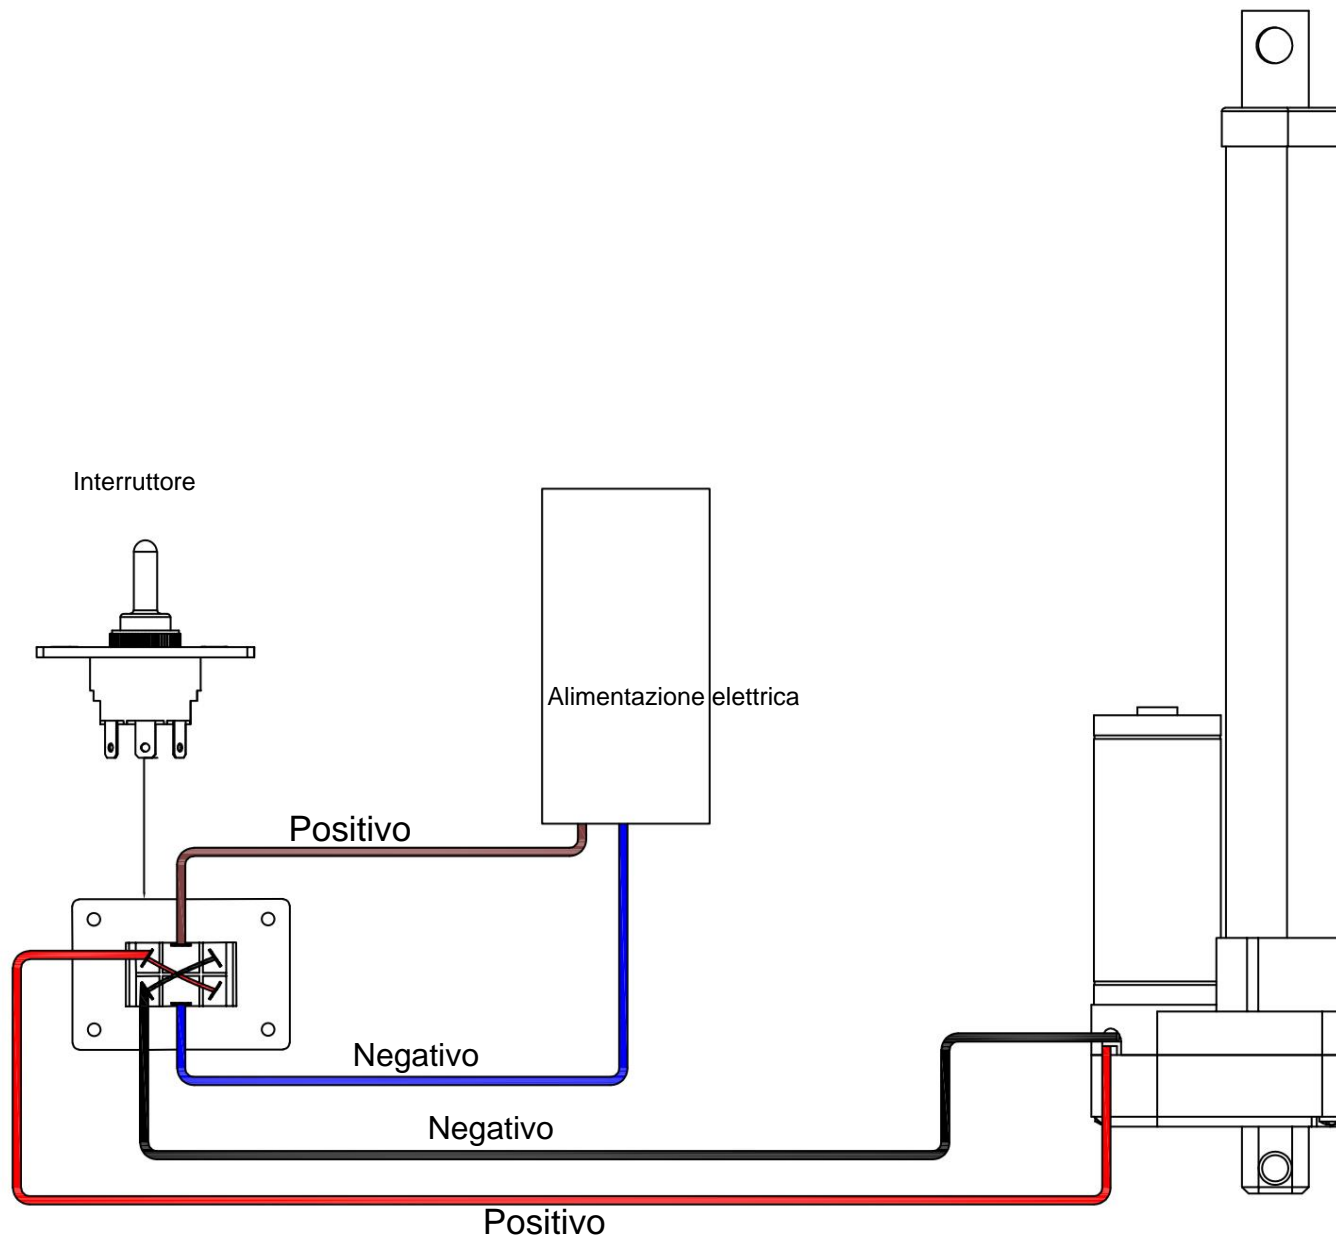 Interruttore
Alimentazione elettrica
Positivo
Negativo
Negativo
Positivo